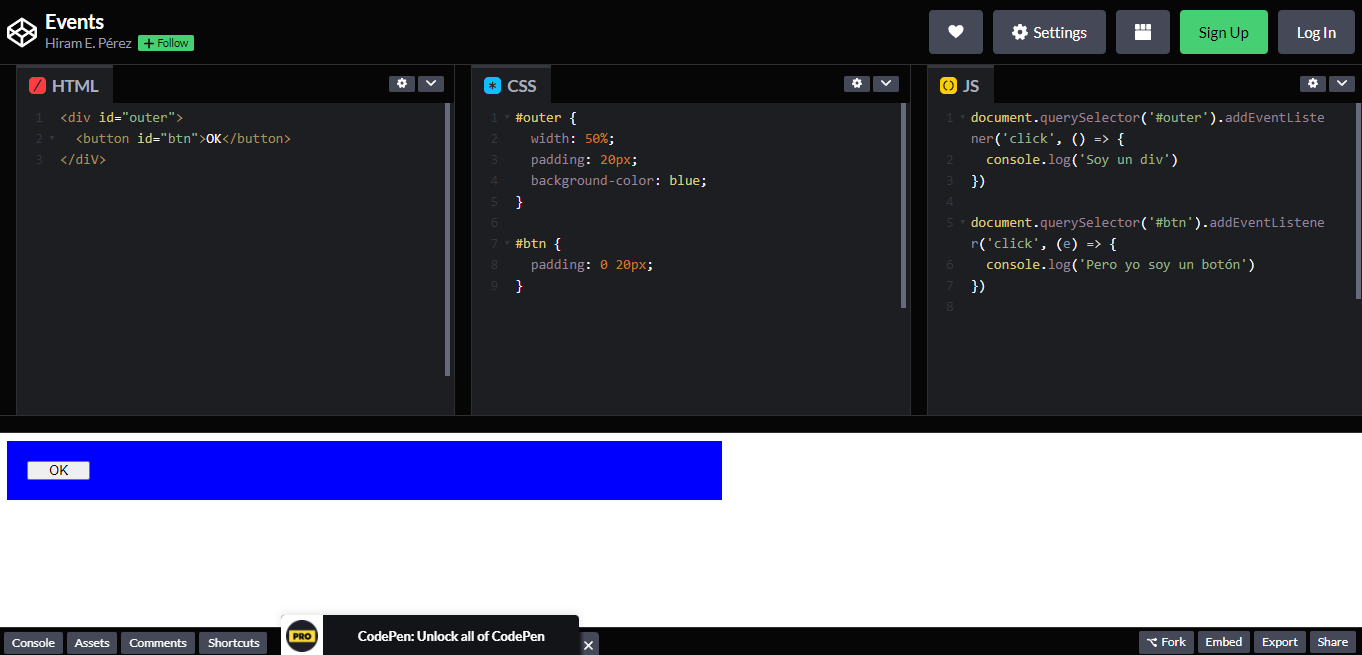 Events
Hiram E. Pérez + Follow
Settings
Sign Up
Log In
HTML
1 <div id="outer">
2 <button id="btn">OK</button>
3 </diV>
CSS
1 #outer {
2 width: 50%;
3 padding: 20px;
4 background-color: blue;
5 }
6
7 #btn {
8 padding: 0 20px;
9 }
JS
1 document.querySelector('#outer').addEventListe
ner('click', () => {
2 console.log('Soy un div')
3 })
4
5 document.querySelector('#btn').addEventListene
r('click', (e) => {
6 console.log('Pero yo soy un botón')
7 })
8
OK
Console Assets Comments Shortcuts
PRO CodePen: Unlock all of CodePen
Fork Embed Export Share